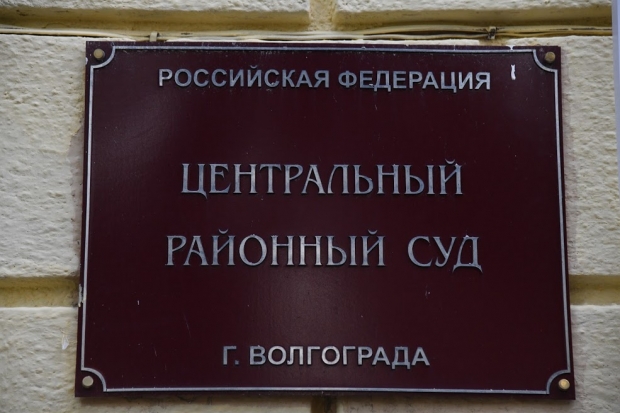 РОССИЙСКАЯ ФЕДЕРАЦИЯ
ЦЕНТРАЛЬНЫЙ
РАЙОННЫЙ СУД
Г. ВОЛГОГРАДА